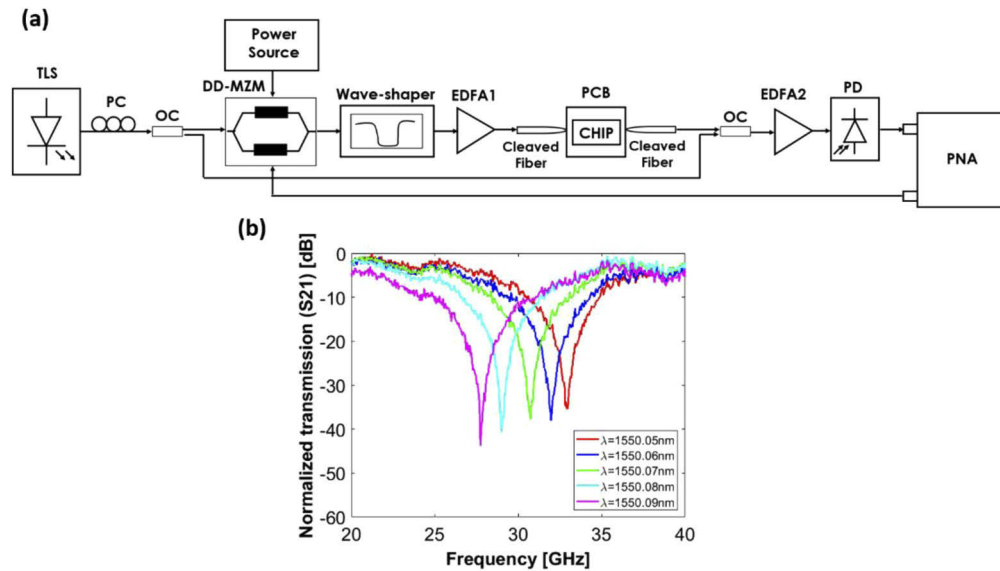 (a)
Power
Source
TLS
PC
OC
DD-MZM
Wave-shaper
EDFA1
PCB
CHIP
Cleaved
Fiber
Cleaved
Fiber
OC
EDFA2
PD
PNA
(b)
Normalized transmission (S21) [dB]
0
-10
-20
-30
-40
-50
-60
λ=1550.05nm
λ=1550.06nm
λ=1550.07nm
λ=1550.08nm
λ=1550.09nm
20 25 30 35 40
Frequency [GHz]